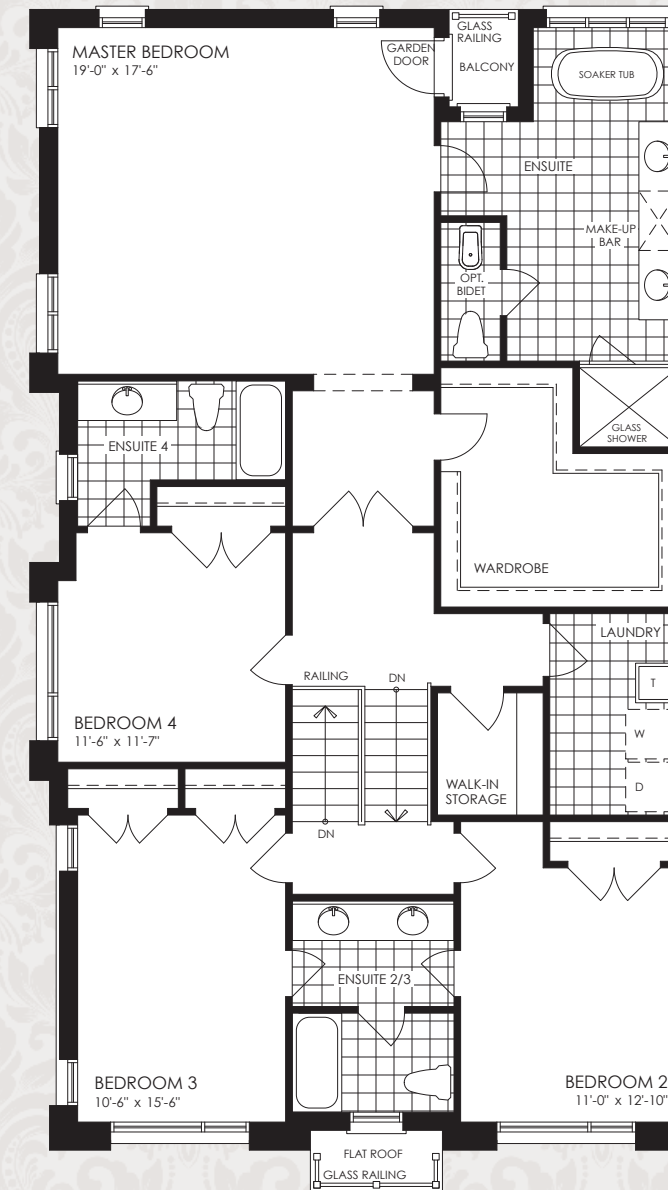 MASTER BEDROOM
19'-0" x 17'-6"
GARDEN
DOOR
GLASS
RAILING
BALCONY
SOAKER TUB
ENSUITE
MAKE-UP
BAR
OPT.
BIDET
GLASS
SHOWER
ENSUITE 4
WARDROBE
LAUNDRY
T
W
D
RAILING
DN
BEDROOM 4
11'-6" x 11'-7"
WALK-IN
STORAGE
DN
ENSUITE 2/3
BEDROOM 3
10'-6" x 15'-6"
BEDROOM 2
11'-0" x 12'-10"
FLAT ROOF
GLASS RAILING